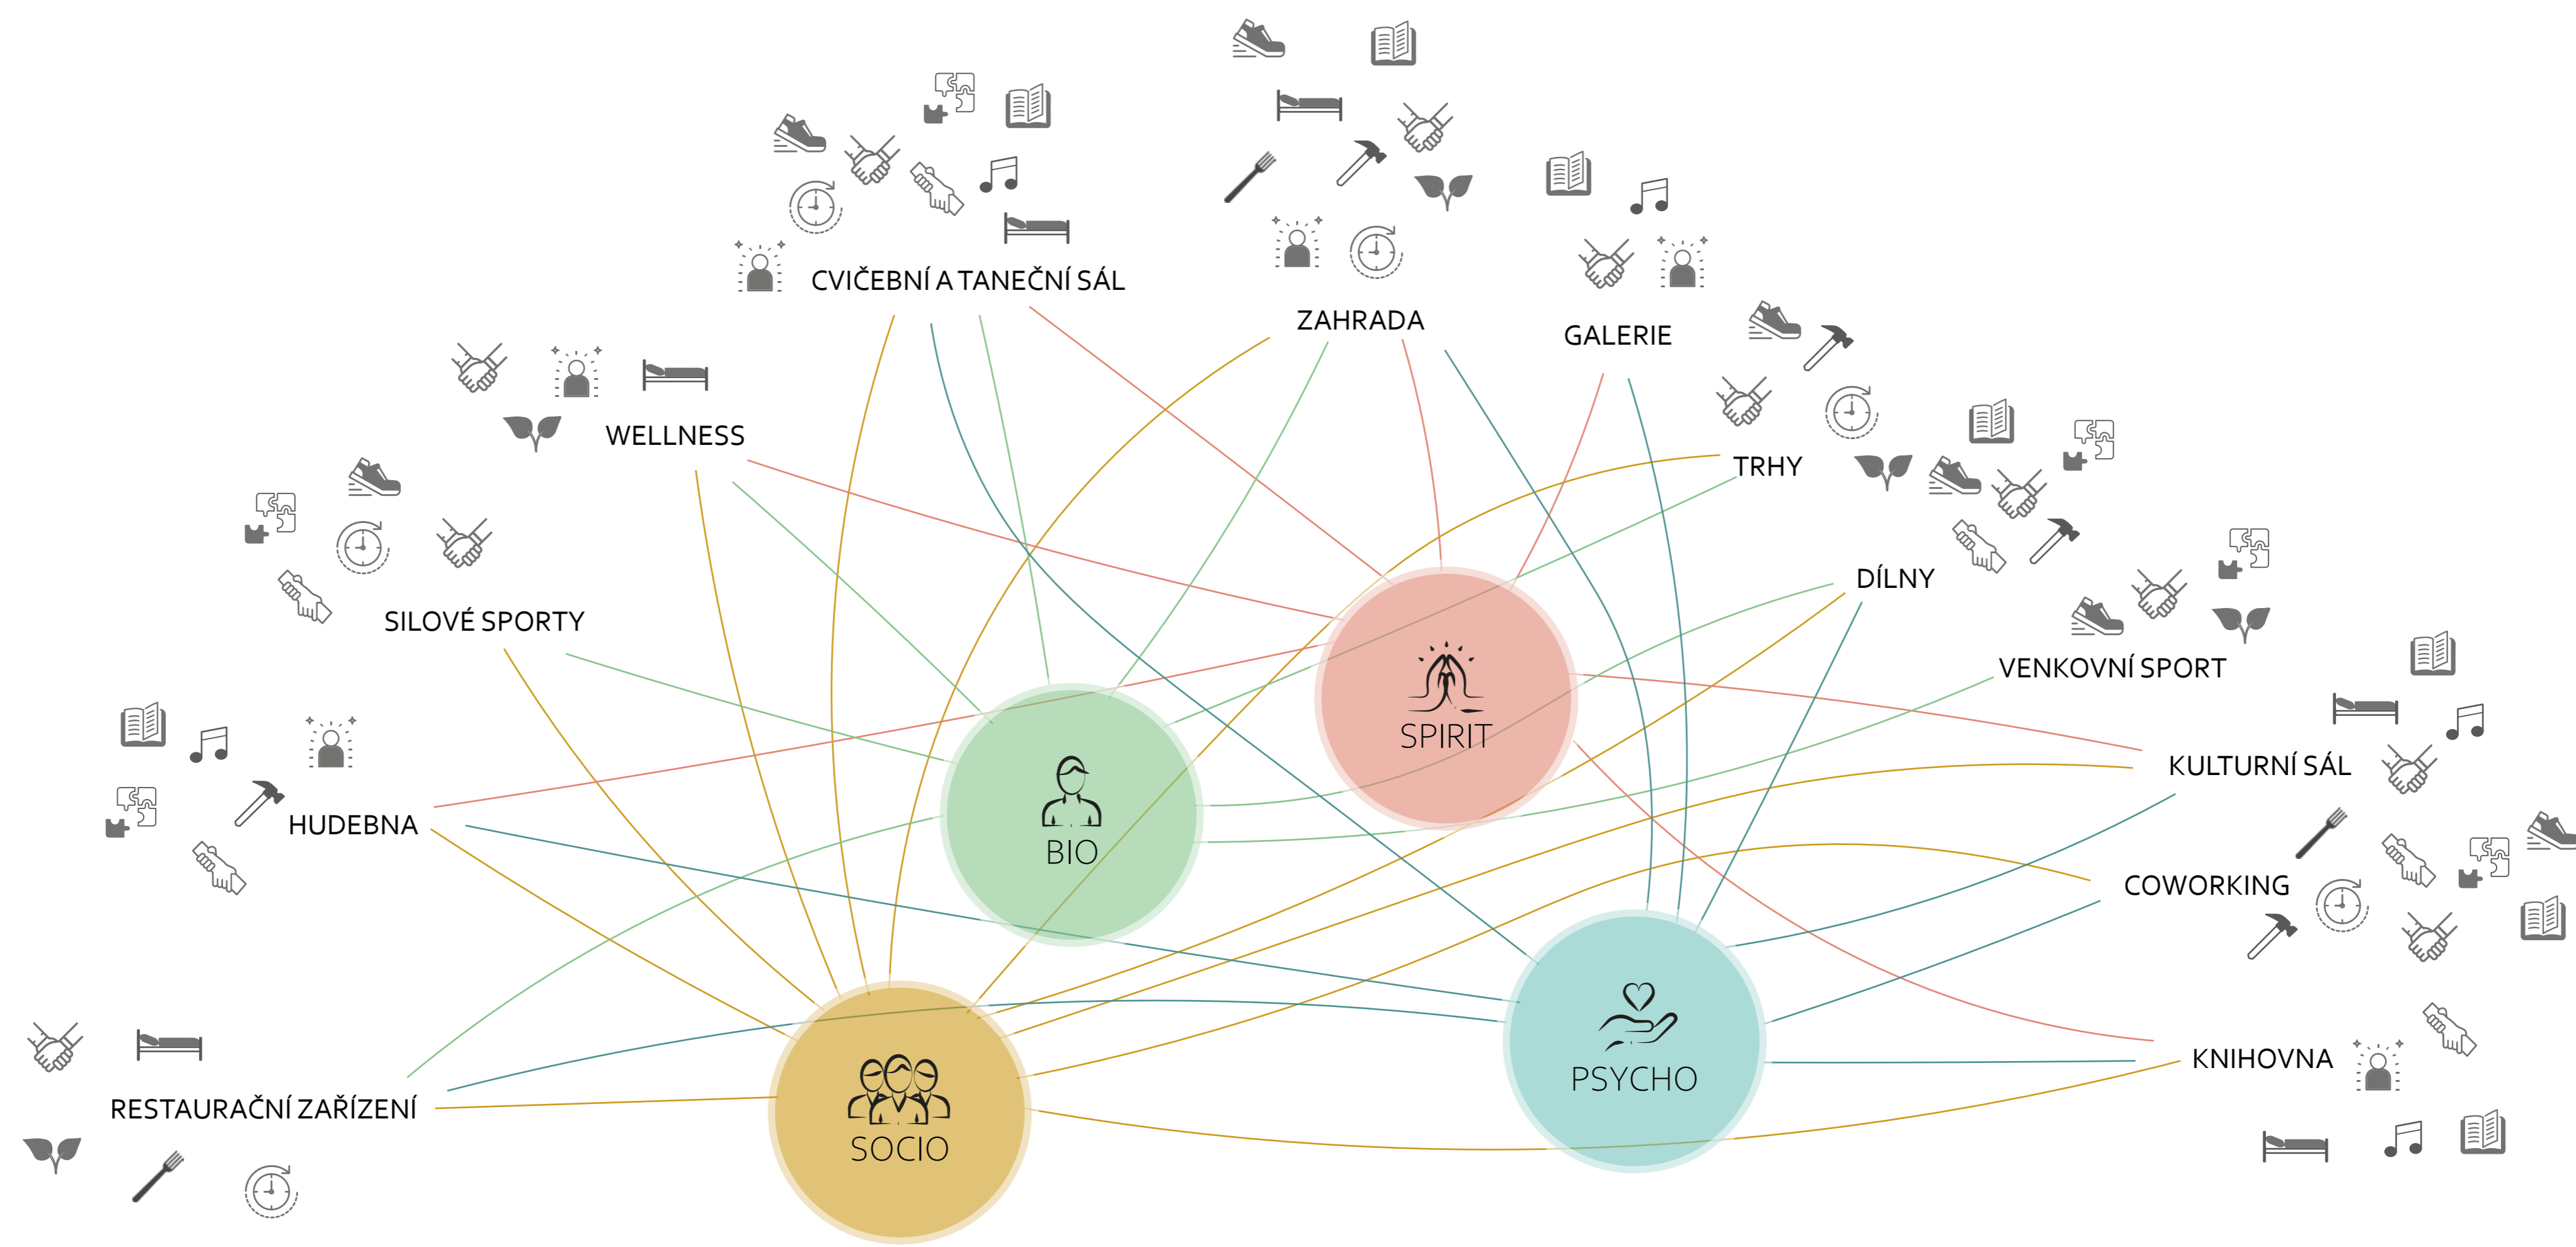 CVIČEBNÍ A TANEČNÍ SÁL
ZAHRADA
GALERIE
WELLNESS
TRHY
DÍLNY
SILOVÉ SPORTY
VENKOVNÍ SPORT
SPIRIT
KULTURNÍ SÁL
HUDEBNA
BIO
COWORKING
KNIHOVNA
PSYCHO
RESTAURAČNÍ ZAŘÍZENÍ
SOCIO